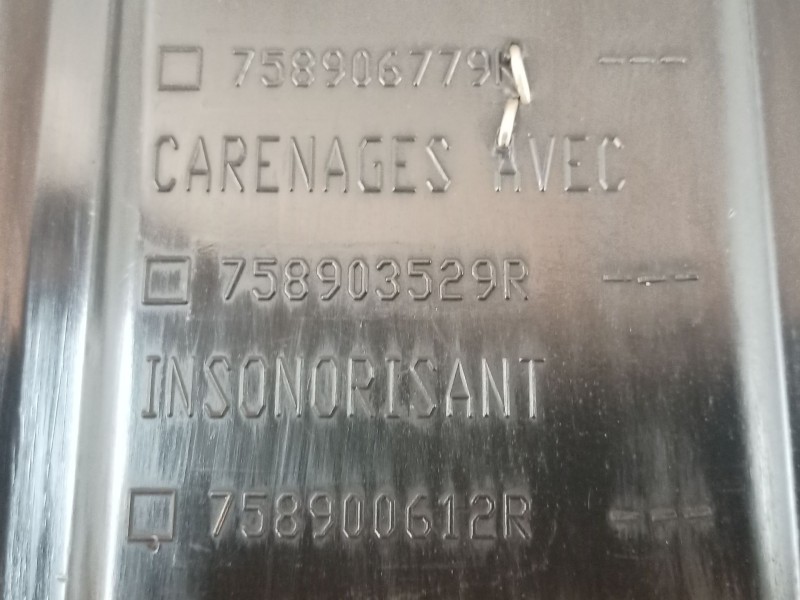 758906779R ---
CARENAGES AVEC
758903529R ---
INSONORISANT
758900612R ---